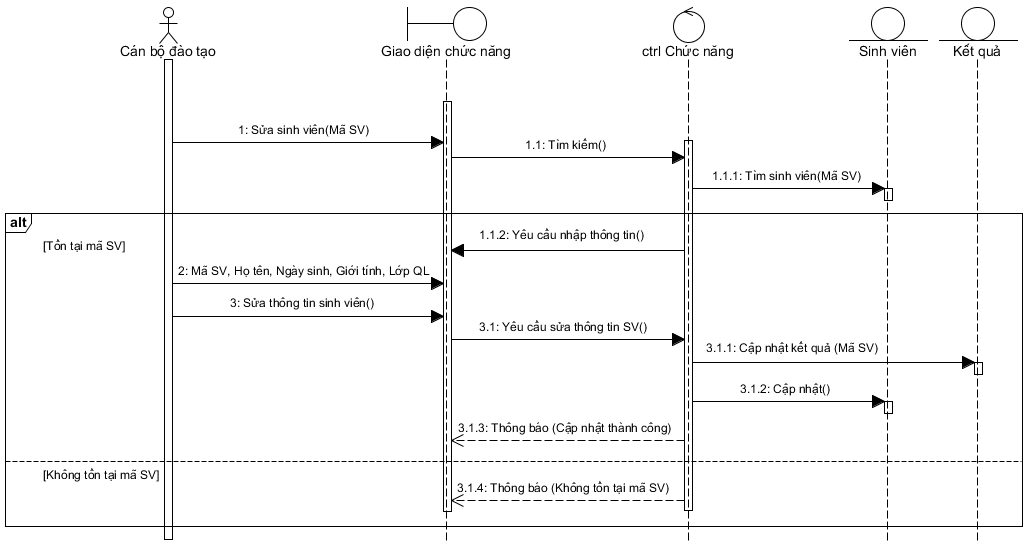 Cán bộ đào tạo
Giao diện chức năng
ctrl Chức năng
Sinh viên
Kết quả
1: Sửa sinh viên(Mã SV)
1.1: Tìm kiếm()
1.1.1: Tìm sinh viên(Mã SV)
alt
[Tồn tại mã SV]
1.1.2: Yêu cầu nhập thông tin()
2: Mã SV, Họ tên, Ngày sinh, Giới tính, Lớp QL
3: Sửa thông tin sinh viên()
3.1: Yêu cầu sửa thông tin SV()
3.1.1: Cập nhật kết quả (Mã SV)
3.1.2: Cập nhật()
3.1.3: Thông báo (Cập nhật thành công)
[Không tồn tại mã SV]
3.1.4: Thông báo (Không tồn tại mã SV)